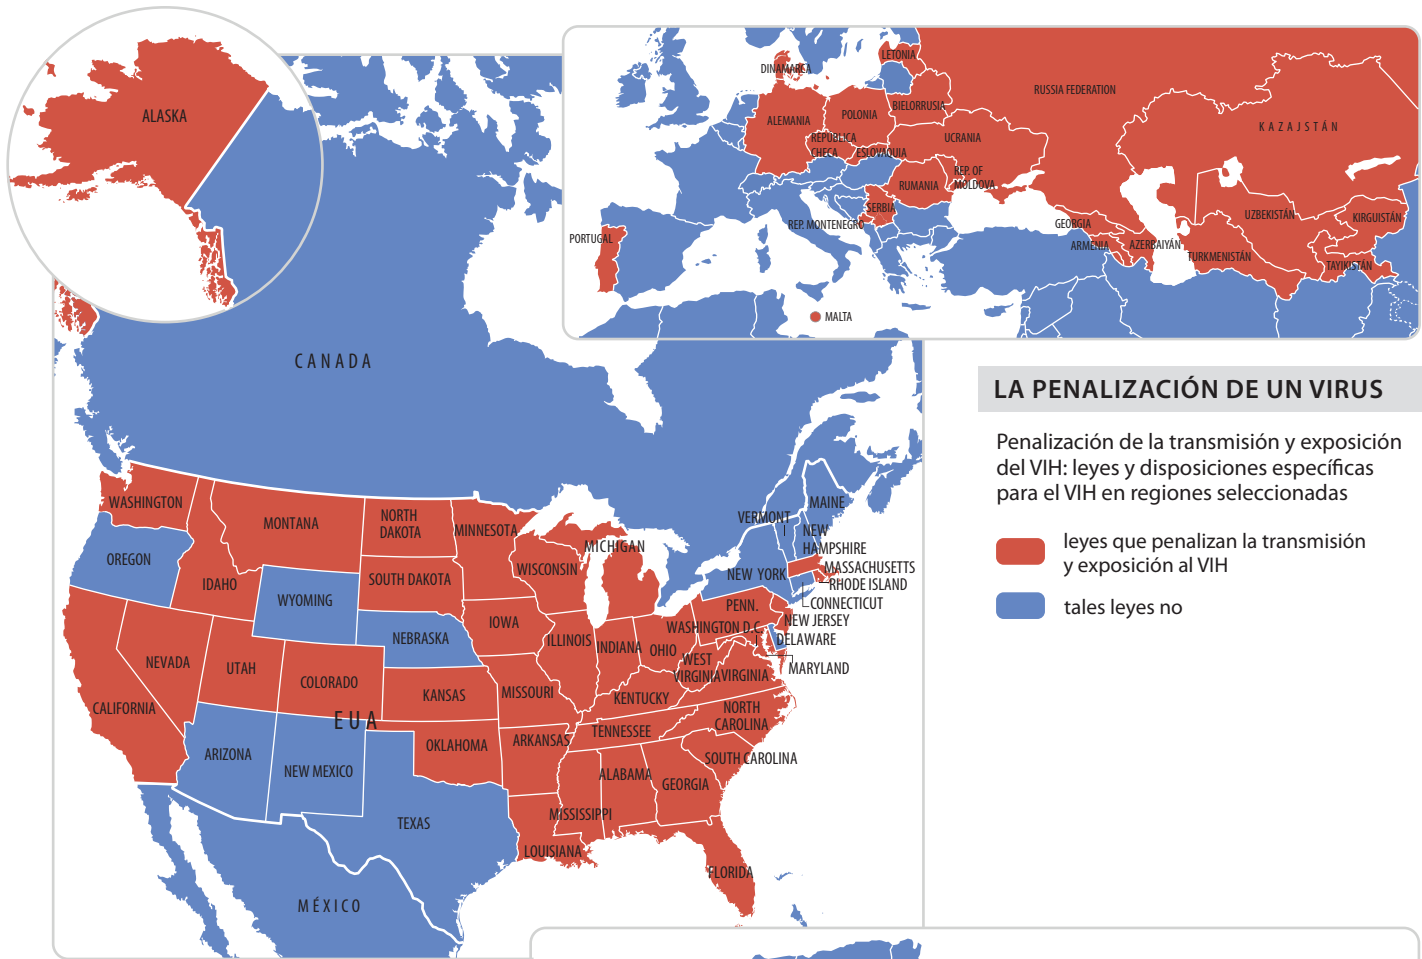 ALASKA
CANADA
WASHINGTON
MONTANA
NORTH
DAKOTA
MINNESOTA
OREGON
IDAHO
WYOMING
SOUTH DAKOTA
WISCONSIN
MICHIGAN
VERMONT
MAINE
NEW
HAMPSHIRE
MASSACHUSETTS
RHODE ISLAND
CONNECTICUT
NEW YORK
PENN.
NEW JERSEY
WASHINGTON D.C.
DELAWARE
MARYLAND
NEBRASKA
IOWA
ILLINOIS
INDIANA
OHIO
WEST
VIRGINIA
VIRGINIA
NEVADA
UTAH
COLORADO
KANSAS
MISSOURI
KENTUCKY
CALIFORNIA
EUA
NORTH
CAROLINA
TENNESSEE
ARKANSAS
OKLAHOMA
ARIZONA
NEW MEXICO
SOUTH CAROLINA
ALABAMA
GEORGIA
MISSISSIPPI
TEXAS
LOUISIANA
FLORIDA
MÉXICO
LETONIA
DINAMARCA
RUSSIA FEDERATION
BIELORRUSIA
POLONIA
ALEMANIA
KAZAJSTÁN
REPÚBLICA
CHECA
ESLOVAQUIA
UCRANIA
REP. OF
MOLDOVA
RUMANIA
SERBIA
REP. MONTENEGRO
PORTUGAL
GEORGIA
ARMENIA
AZERBAIYÁN
UZBEKISTÁN
KIRGUISTÁN
TURKMENISTÁN
TAYIKISTÁN
MALTA
LA PENALIZACIÓN DE UN VIRUS
Penalización de la transmisión y exposición
del VIH: leyes y disposiciones específicas
para el VIH en regiones seleccionadas
leyes que penalizan la transmisión
y exposición al VIH
tales leyes no